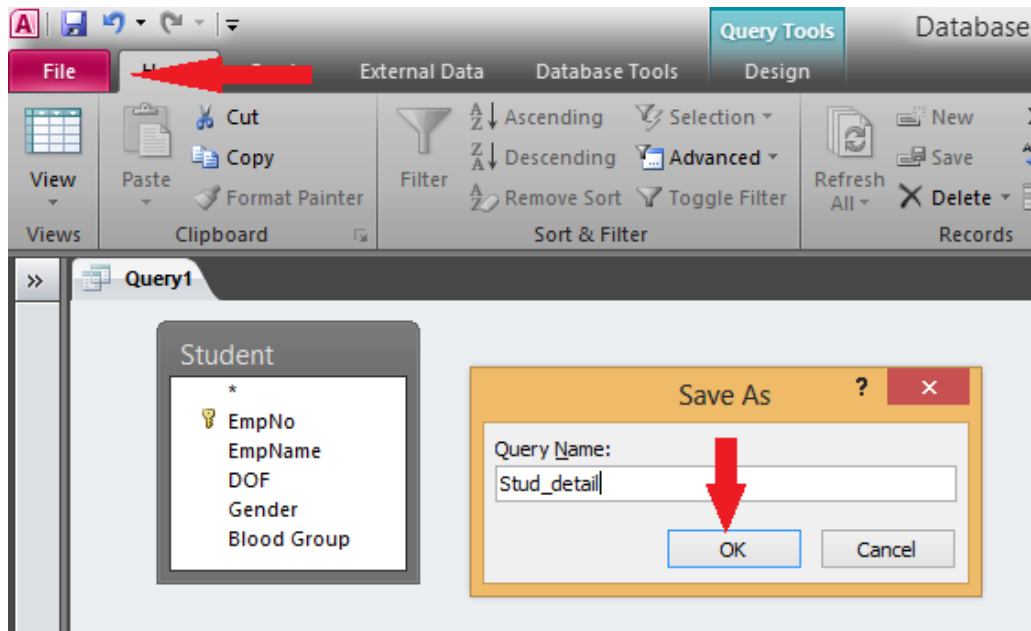 A
Query Tools Database
File External Data Database Tools Design
Cut Ascending Selection New
Copy Descending Advanced Save
View Paste Format Painter Filter Remove Sort Toggle Filter Refresh All Delete
Views Clipboard Sort & Filter Records
» Query1
Student
*
EmpNo
EmpName
DOF
Gender
Blood Group
Save As ? ×
Query Name:
Stud_detail
OK Cancel